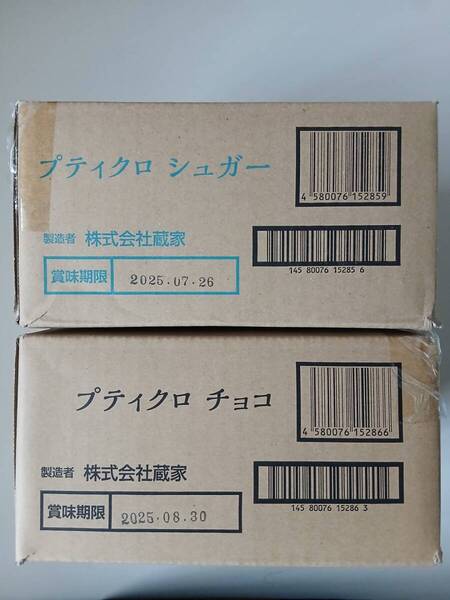 プティクロ シュガー
4 580076 152859
製造者 株式会社蔵家
145 80076 15285 6
賞味期限 2025.07.26
プティクロ チョコ
4 580076 152866
製造者 株式会社蔵家
145 80076 15286 3
賞味期限 2025.08.30